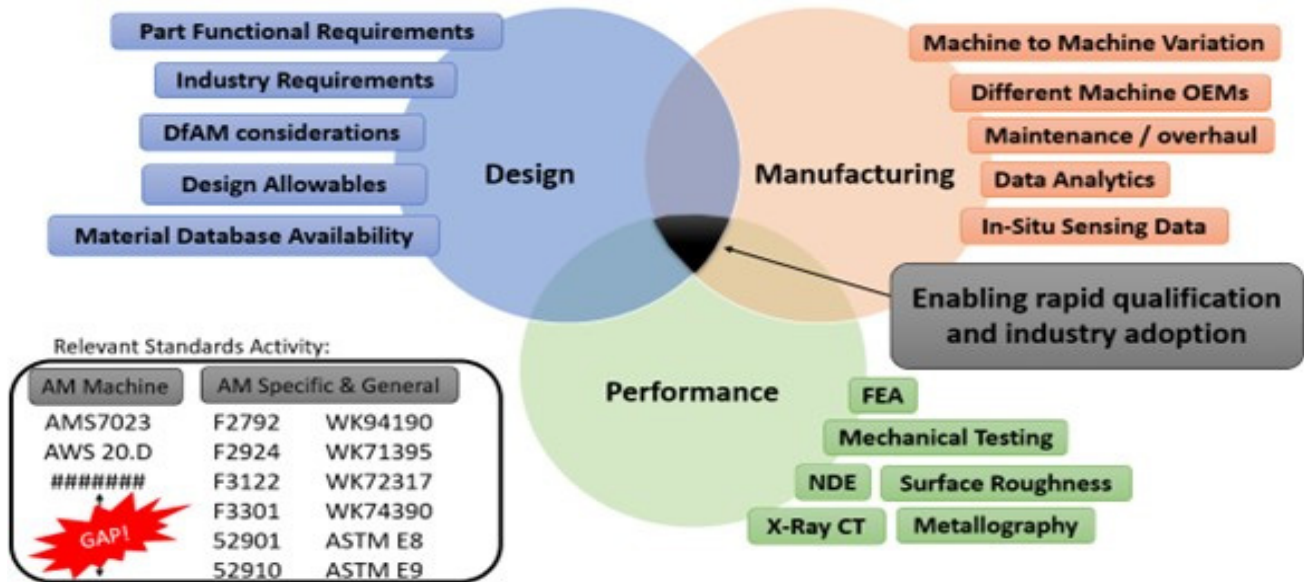 Part Functional Requirements
Industry Requirements
DfAM considerations
Design Allowables
Material Database Availability
Design
Manufacturing
Machine to Machine Variation
Different Machine OEMs
Maintenance / overhaul
Data Analytics
In-Situ Sensing Data
Enabling rapid qualification
and industry adoption
Performance
FEA
Mechanical Testing
NDE
Surface Roughness
X-Ray CT
Metallography
Relevant Standards Activity:
AM Machine
AMS7023
AWS 20.D
#######
GAP!
AM Specific & General
F2792 WK94190
F2924 WK71395
F3122 WK72317
F3301 WK74390
52901 ASTM E8
52910 ASTM E9